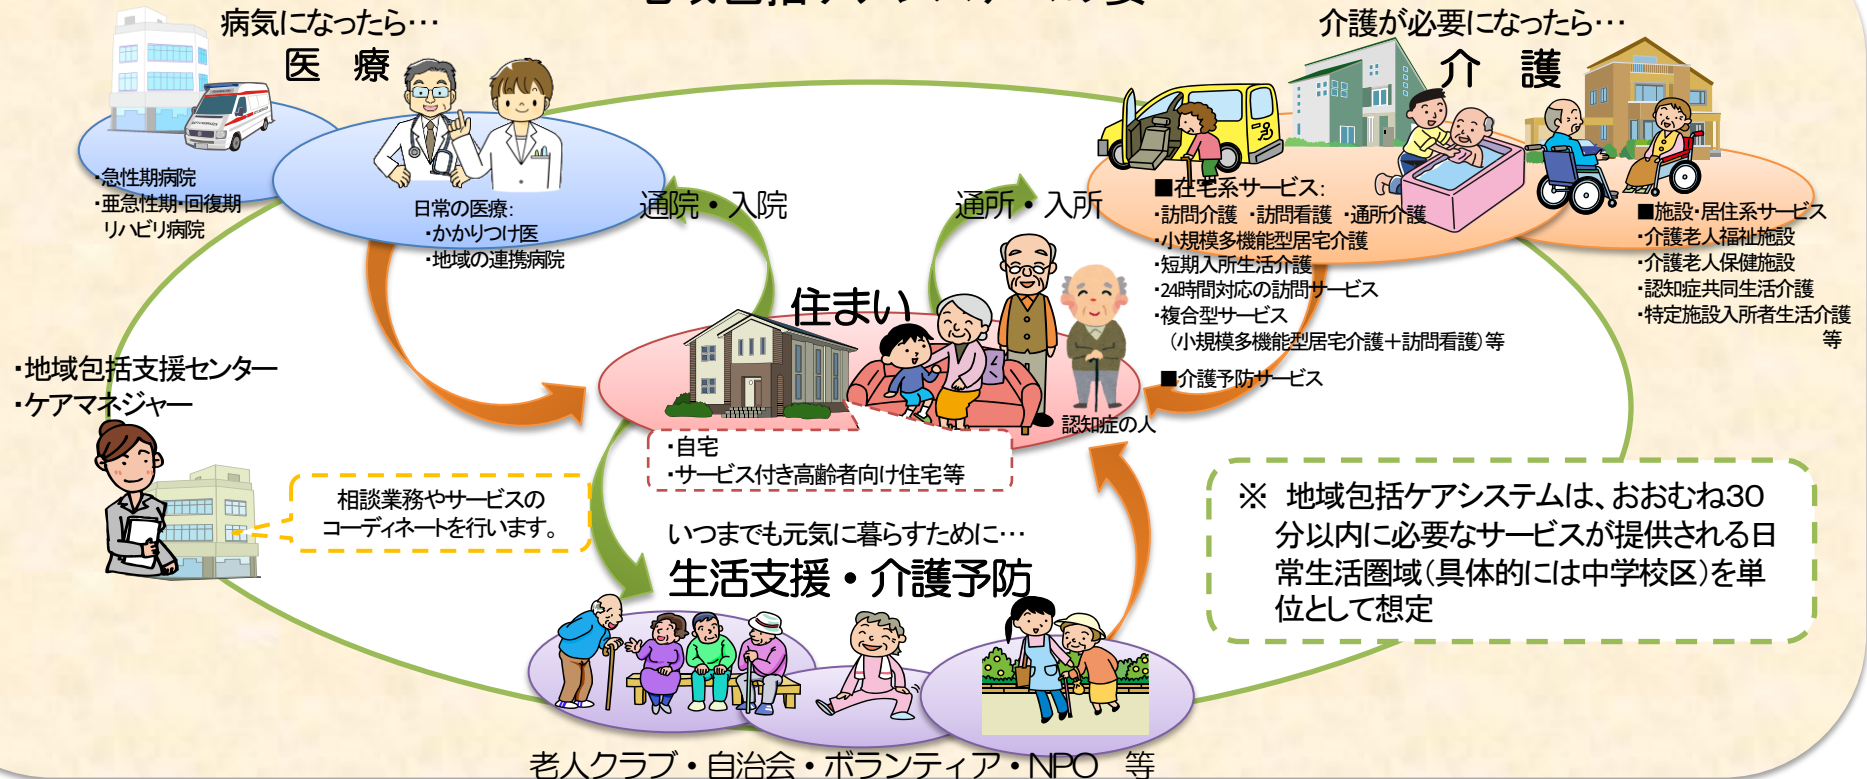 病気になったら…
医 療
・急性期病院
・亜急性期・回復期
リハビリ病院
日常の医療:
・かかりつけ医
・地域の連携病院
通院・入院
通所・入所
介護が必要になったら…
介 護
■在宅系サービス:
・訪問介護 ・訪問看護 ・通所介護
・小規模多機能型居宅介護
・短期入所生活介護
・24時間対応の訪問サービス
・複合型サービス
(小規模多機能型居宅介護+訪問看護)等
■介護予防サービス
■施設・居住系サービス
・介護老人福祉施設
・介護老人保健施設
・認知症共同生活介護
・特定施設入所者生活介護
等
住まい
認知症の人
・自宅
・サービス付き高齢者向け住宅等
・地域包括支援センター
・ケアマネジャー
相談業務やサービスの
コーディネートを行います。
いつまでも元気に暮らすために…
生活支援・介護予防
老人クラブ・自治会・ボランティア・NPO 等
※ 地域包括ケアシステムは、おおむね30
分以内に必要なサービスが提供される日
常生活圏域(具体的には中学校区)を単
位として想定